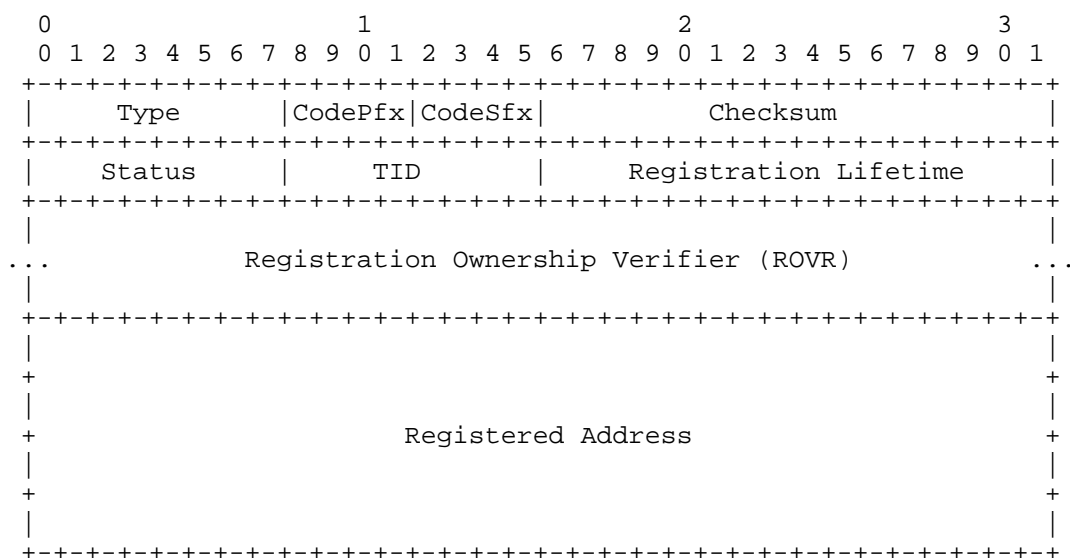 0                   1                   2                   3
0 1 2 3 4 5 6 7 8 9 0 1 2 3 4 5 6 7 8 9 0 1 2 3 4 5 6 7 8 9 0 1
+-+-+-+-+-+-+-+-+-+-+-+-+-+-+-+-+-+-+-+-+-+-+-+-+-+-+-+-+-+-+-+-+
|     Type      |CodePfx|CodeSfx|          Checksum             |
+-+-+-+-+-+-+-+-+-+-+-+-+-+-+-+-+-+-+-+-+-+-+-+-+-+-+-+-+-+-+-+-+
|    Status     |     TID       |     Registration Lifetime     |
+-+-+-+-+-+-+-+-+-+-+-+-+-+-+-+-+-+-+-+-+-+-+-+-+-+-+-+-+-+-+-+-+
|                                                               |
...            Registration Ownership Verifier (ROVR)           ...
|                                                               |
+-+-+-+-+-+-+-+-+-+-+-+-+-+-+-+-+-+-+-+-+-+-+-+-+-+-+-+-+-+-+-+-+
|                                                               |
+                                                               +
|                                                               |
+                       Registered Address                      +
|                                                               |
+                                                               +
|                                                               |
+-+-+-+-+-+-+-+-+-+-+-+-+-+-+-+-+-+-+-+-+-+-+-+-+-+-+-+-+-+-+-+-+